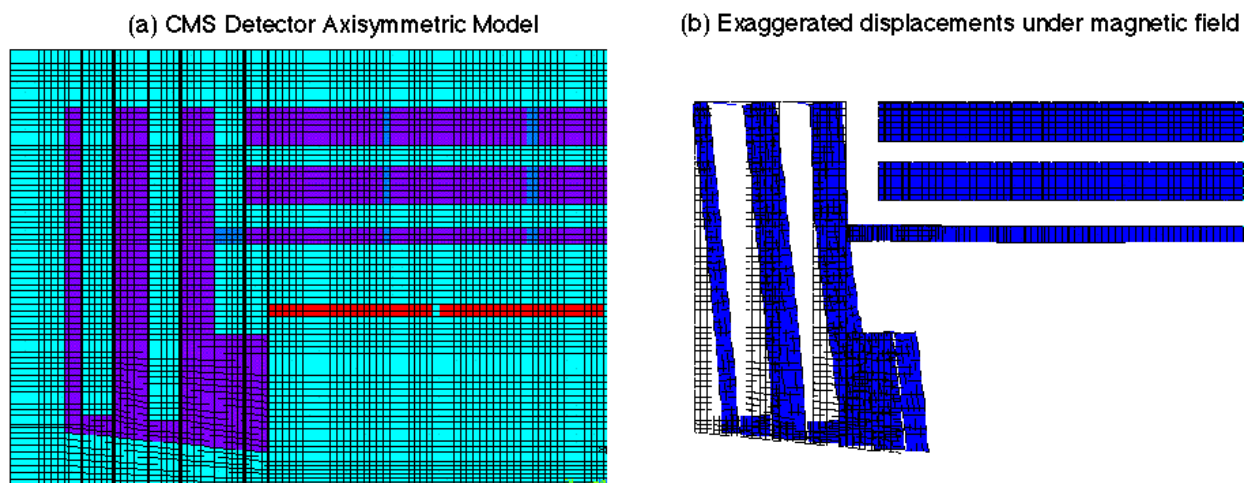 (a) CMS Detector Axisymmetric Model
(b) Exaggerated displacements under magnetic field